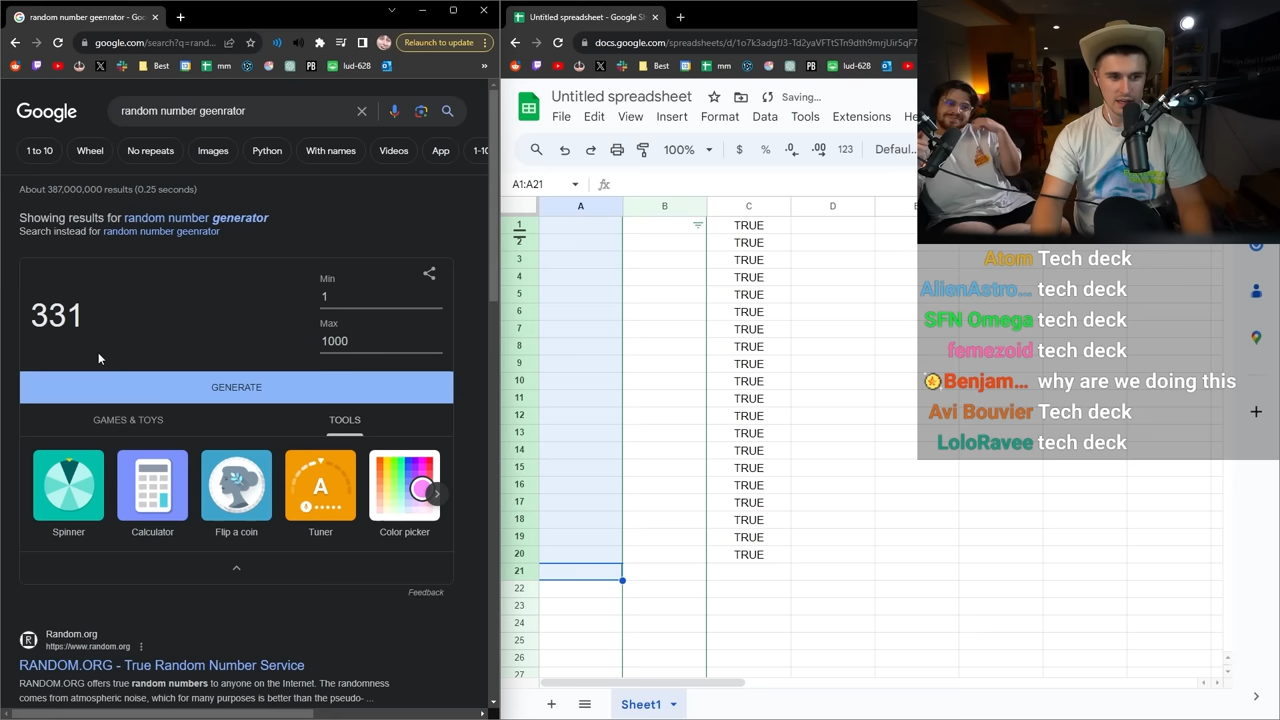 random number geenrator - Goo
google.com/search?q=rand...
Relaunch to update
Best
mm
PB
lud-628
»
Google
random number geenrator
1 to 10
Wheel
No repeats
Images
Python
With names
Videos
App
About 387,000,000 results (0.25 seconds)
Showing results for random number generator
Search instead for random number geenrator
331
Min
1
Max
1000
GENERATE
GAMES & TOYS
TOOLS
Spinner
Calculator
Flip a coin
Tuner
Color picker
Feedback
Random.org
https://www.random.org
RANDOM.ORG - True Random Number Service
RANDOM.ORG offers true random numbers to anyone on the Internet. The randomness
comes from atmospheric noise, which for many purposes is better than the pseudo- ...
Untitled spreadsheet - Google S
Best
mm
PB
lud-628
Untitled spreadsheet
Saving...
File
Edit
View
Insert
Format
Data
Tools
Extensions
He
100%
$
%
.0
.00
123
Defaul...
A1:A21
fx
A
B
C
D
1
TRUE
2
TRUE
3
TRUE
4
TRUE
5
TRUE
6
TRUE
7
TRUE
8
TRUE
9
TRUE
10
TRUE
11
TRUE
12
TRUE
13
TRUE
14
TRUE
15
TRUE
16
TRUE
17
TRUE
18
TRUE
19
TRUE
20
TRUE
21
22
23
24
25
26
27
Sheet1
Atom Tech deck
AlienAstro... tech deck
SFN Omega tech deck
femezoid tech deck
Benjam... why are we doing this
Avi Bouvier Tech deck
LoloRavee tech deck